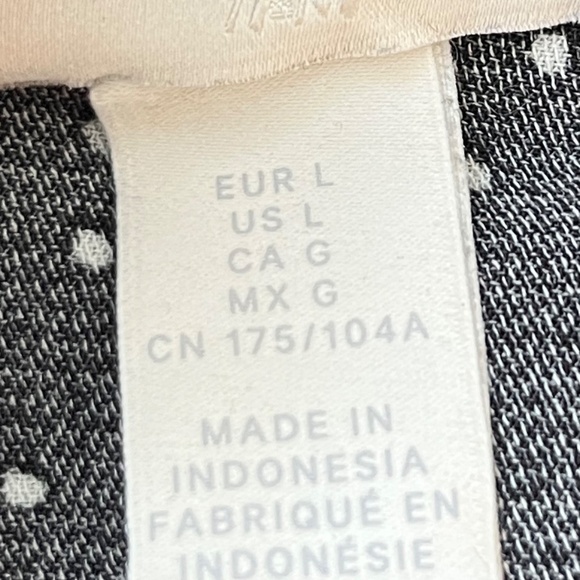 EUR L
US L
CA G
MX G
CN 175/104A
MADE IN
INDONESIA
FABRIQUÉ EN
INDONÉSIE